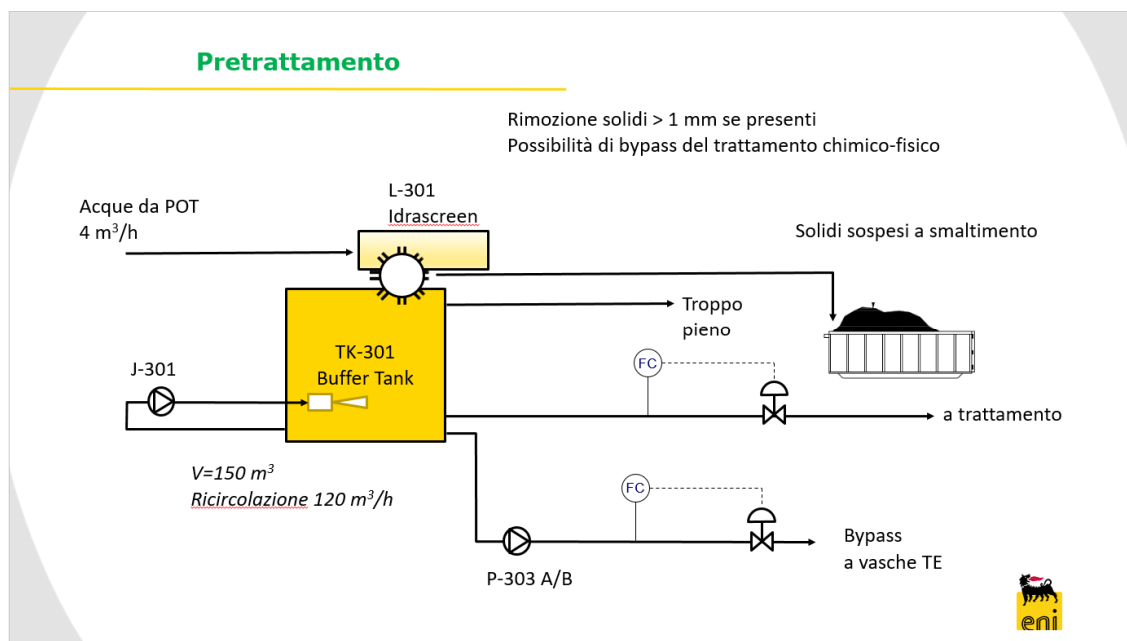 Pretrattamento
Rimozione solidi > 1 mm se presenti
Possibilità di bypass del trattamento chimico-fisico
L-301
Idrascreen
Acque da POT
4 m³/h
Solidi sospesi a smaltimento
Troppo
pieno
TK-301
Buffer Tank
J-301
FC
a trattamento
V=150 m³
Ricircolazione 120 m³/h
FC
Bypass
a vasche TE
P-303 A/B
eni